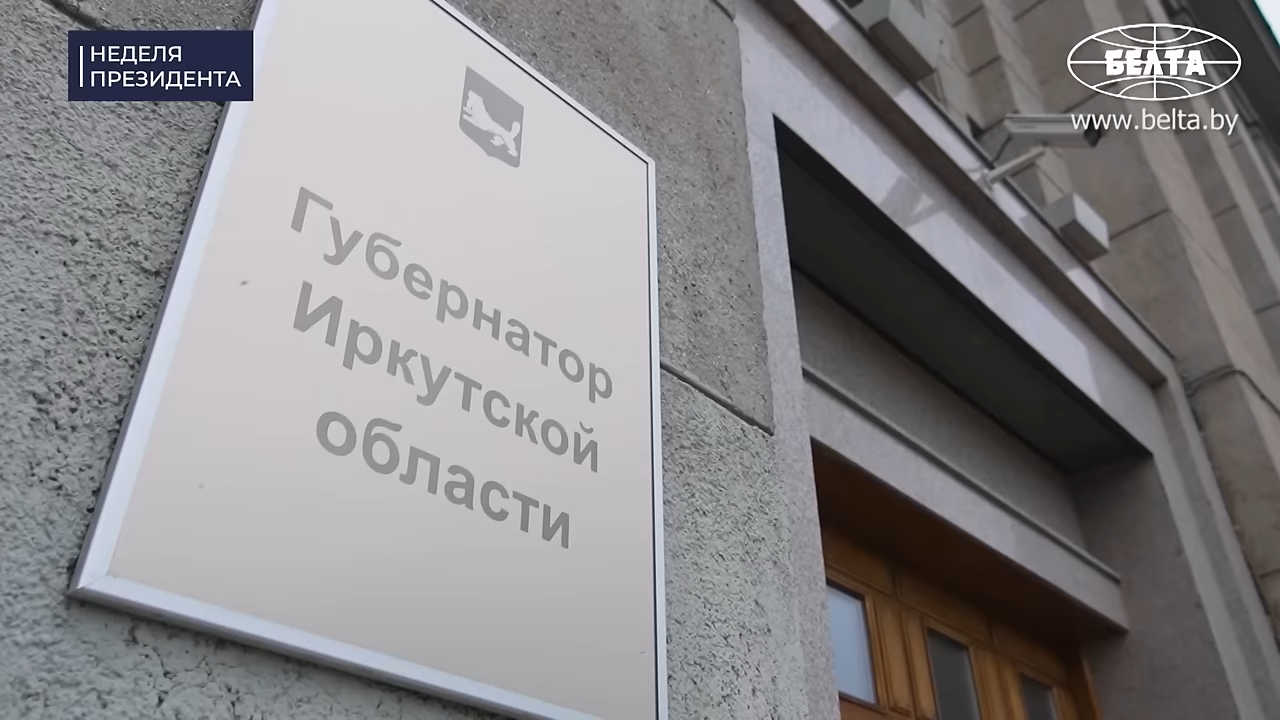 НЕДЕЛЯ
ПРЕЗИДЕНТА
БЕЛТА
www.belta.by
Губернатор
Иркутской
области